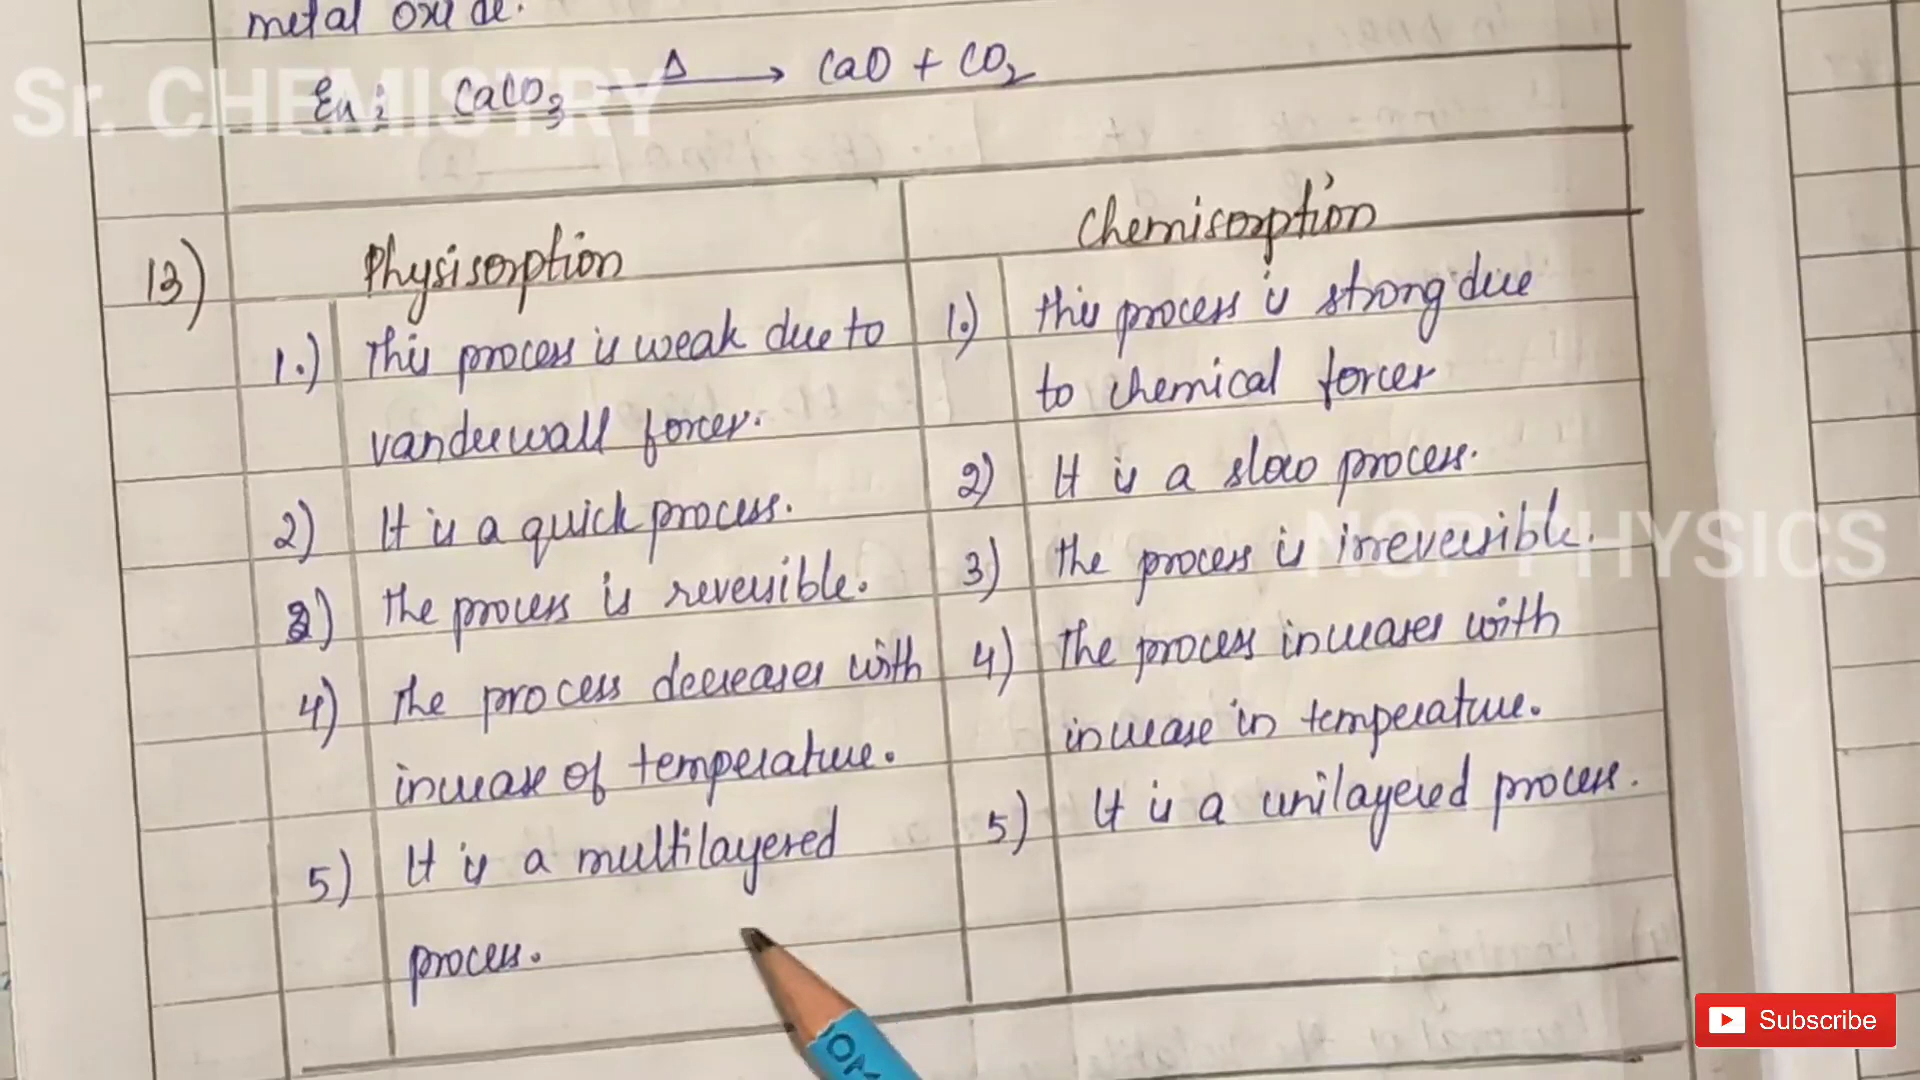 metal oxide.
Sr. CHEMISTRY
Ex: CaCO3 Δ→ CaO + CO2
13)
Physisorption
1.) This process is weak due to
vanderwall forces.
2) It is a quick process.
3) the process is reversible.
4) the process decreases with
increase of temperature.
5) It is a multilayered
process.
Chemisorption
1.) this process is strong due
to chemical forces
2) It is a slow process.
3) the process is irreversible.
NCP PHYSICS
4) The process increases with
increase in temperature.
5) It is a unilayered process.
Subscribe